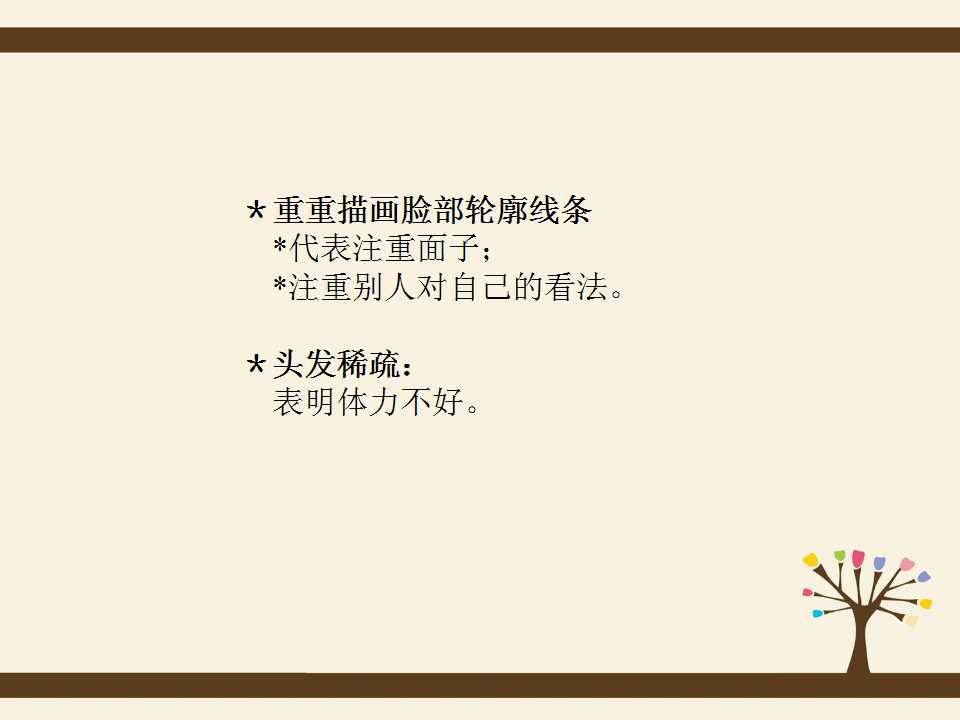 ＊重重描画脸部轮廓线条
*代表注重面子；
*注重别人对自己的看法。
＊头发稀疏：
表明体力不好。